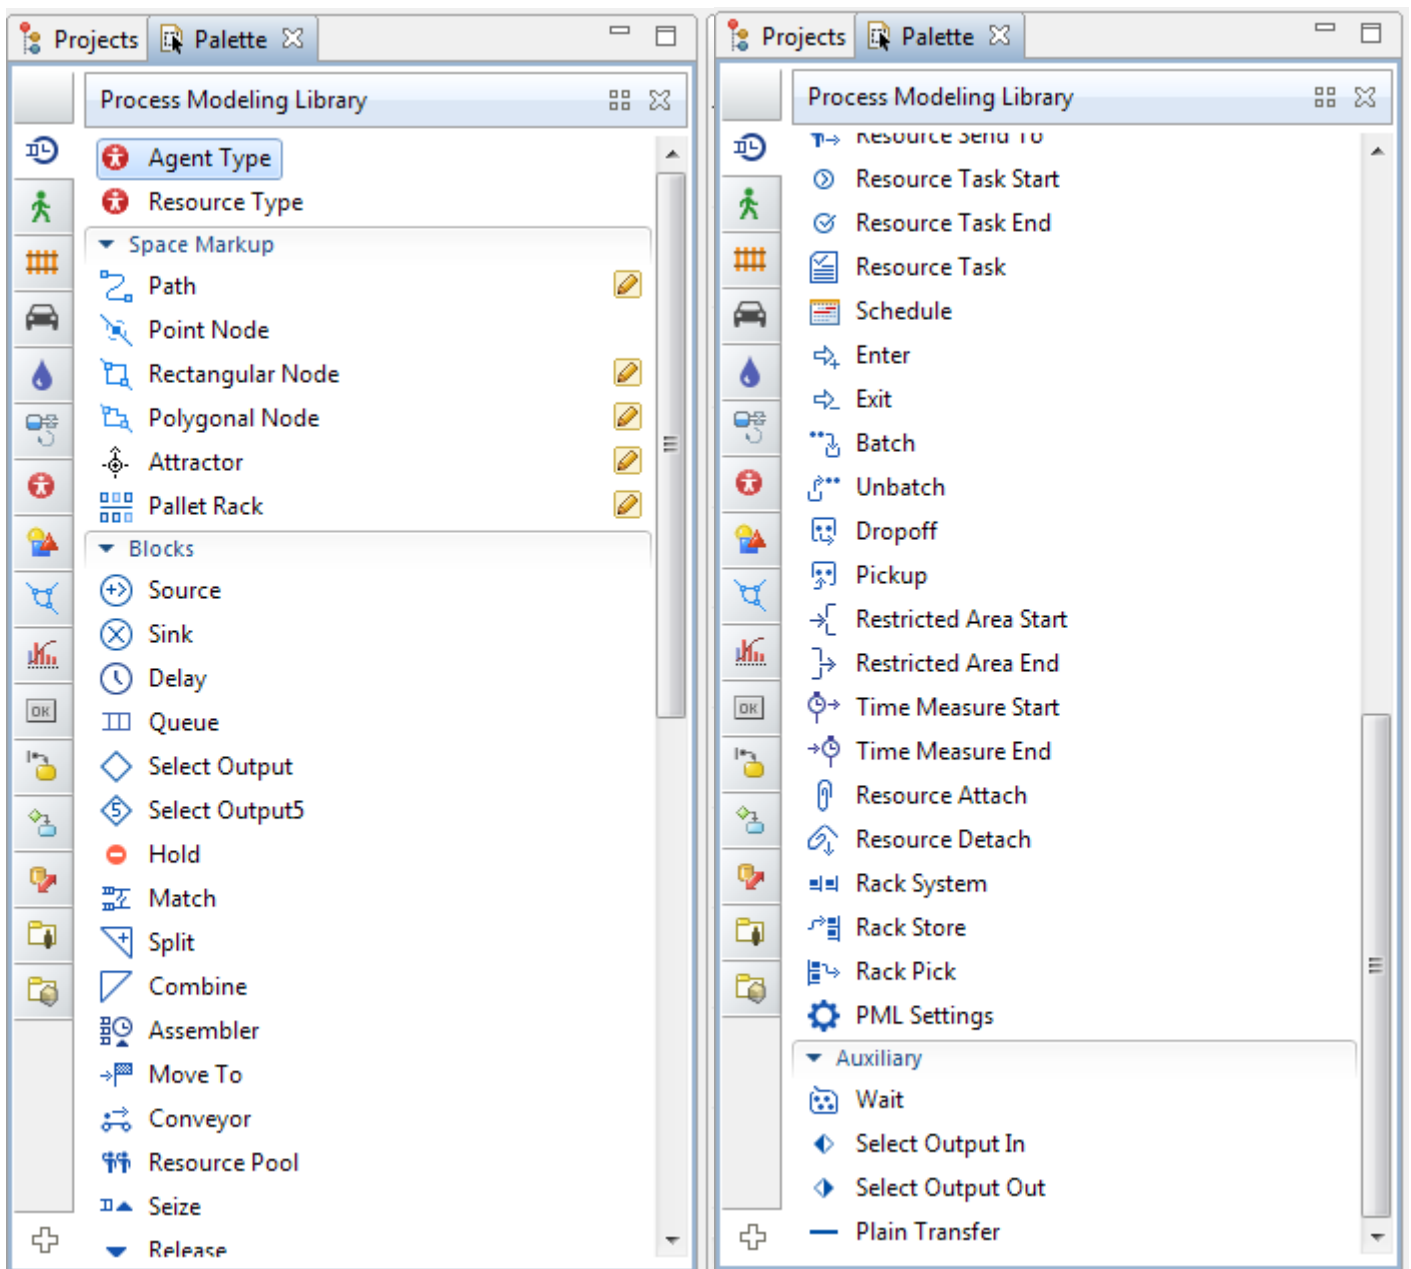 Projects Palette
Process Modeling Library
Agent Type
Resource Type
Space Markup
Path
Point Node
Rectangular Node
Polygonal Node
Attractor
Pallet Rack
Blocks
Source
Sink
Delay
Queue
Select Output
5 Select Output5
Hold
Match
Split
Combine
Assembler
Move To
Conveyor
Resource Pool
Seize
Release
OK
Projects Palette
Process Modeling Library
Resource Send To
Resource Task Start
Resource Task End
Resource Task
Schedule
Enter
Exit
Batch
Unbatch
Dropoff
Pickup
Restricted Area Start
Restricted Area End
Time Measure Start
Time Measure End
Resource Attach
Resource Detach
Rack System
Rack Store
Rack Pick
PML Settings
Auxiliary
Wait
Select Output In
Select Output Out
Plain Transfer
OK